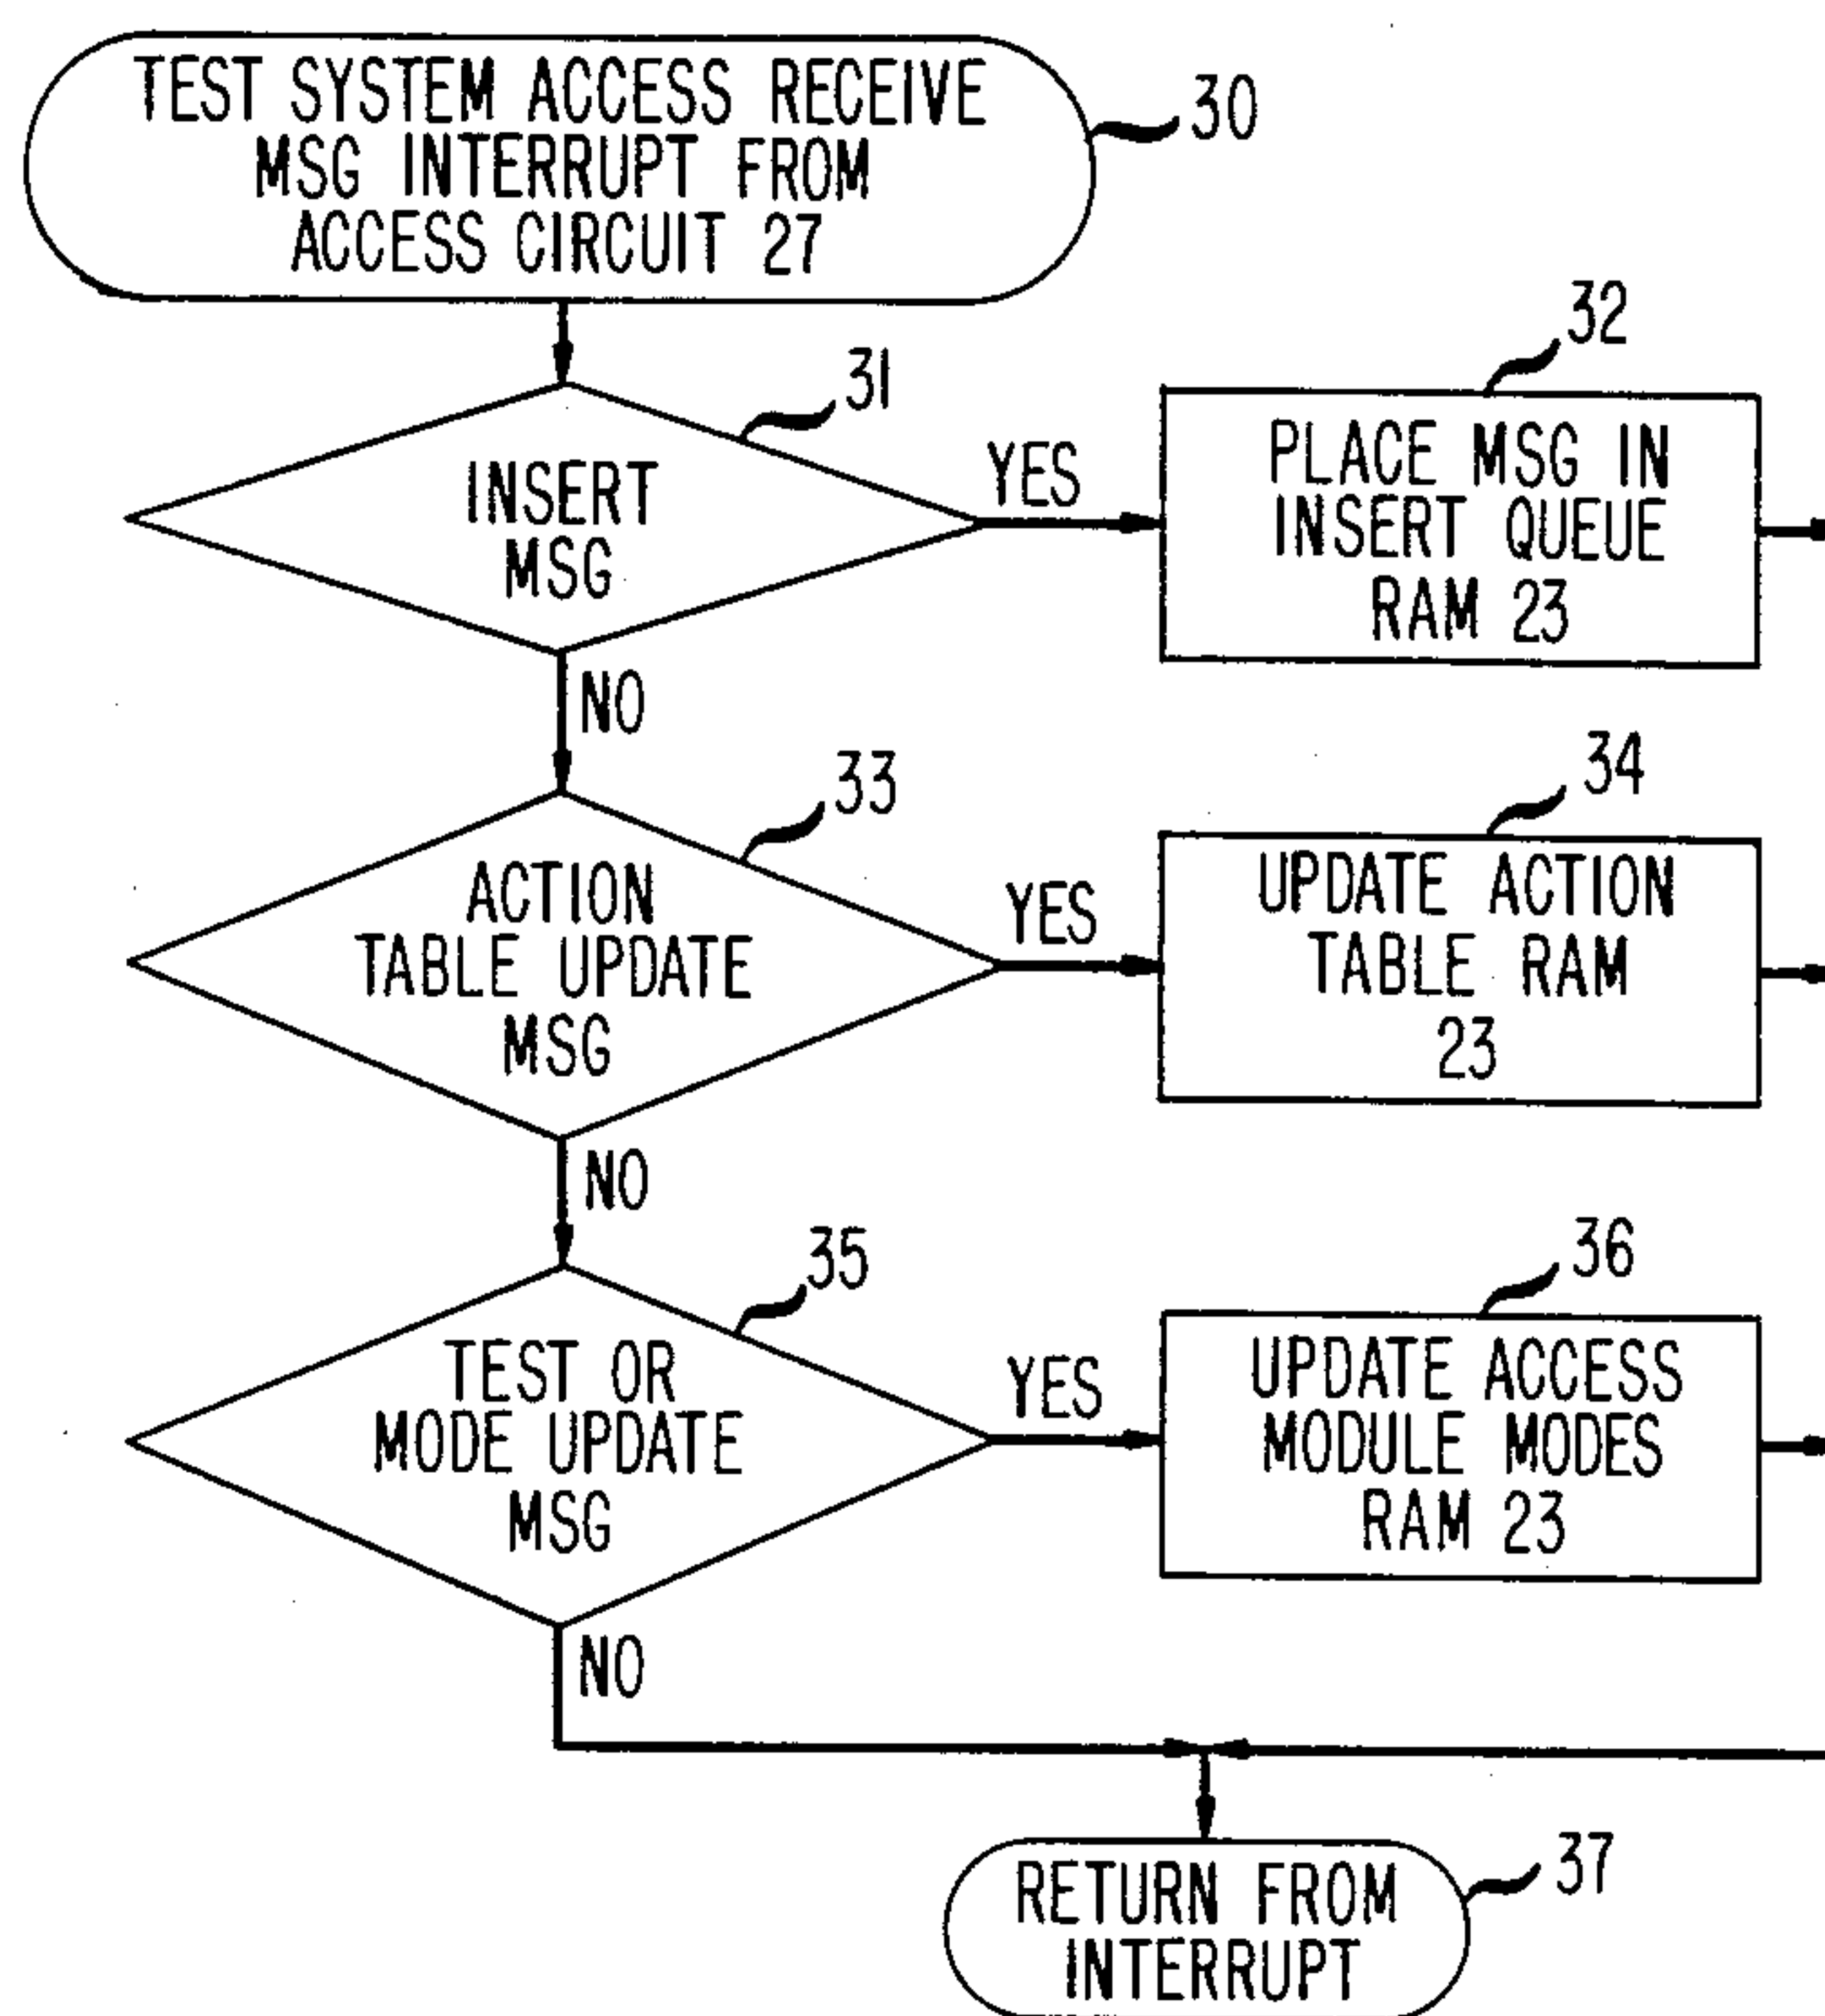 TEST SYSTEM ACCESS RECEIVE
MSG INTERRUPT FROM
ACCESS CIRCUIT 27
30
31
INSERT
MSG
YES
32
PLACE MSG IN
INSERT QUEUE
RAM 23
NO
33
ACTION
TABLE UPDATE
MSG
YES
34
UPDATE ACTION
TABLE RAM
23
NO
35
TEST OR
MODE UPDATE
MSG
YES
36
UPDATE ACCESS
MODULE MODES
RAM 23
NO
37
RETURN FROM
INTERRUPT